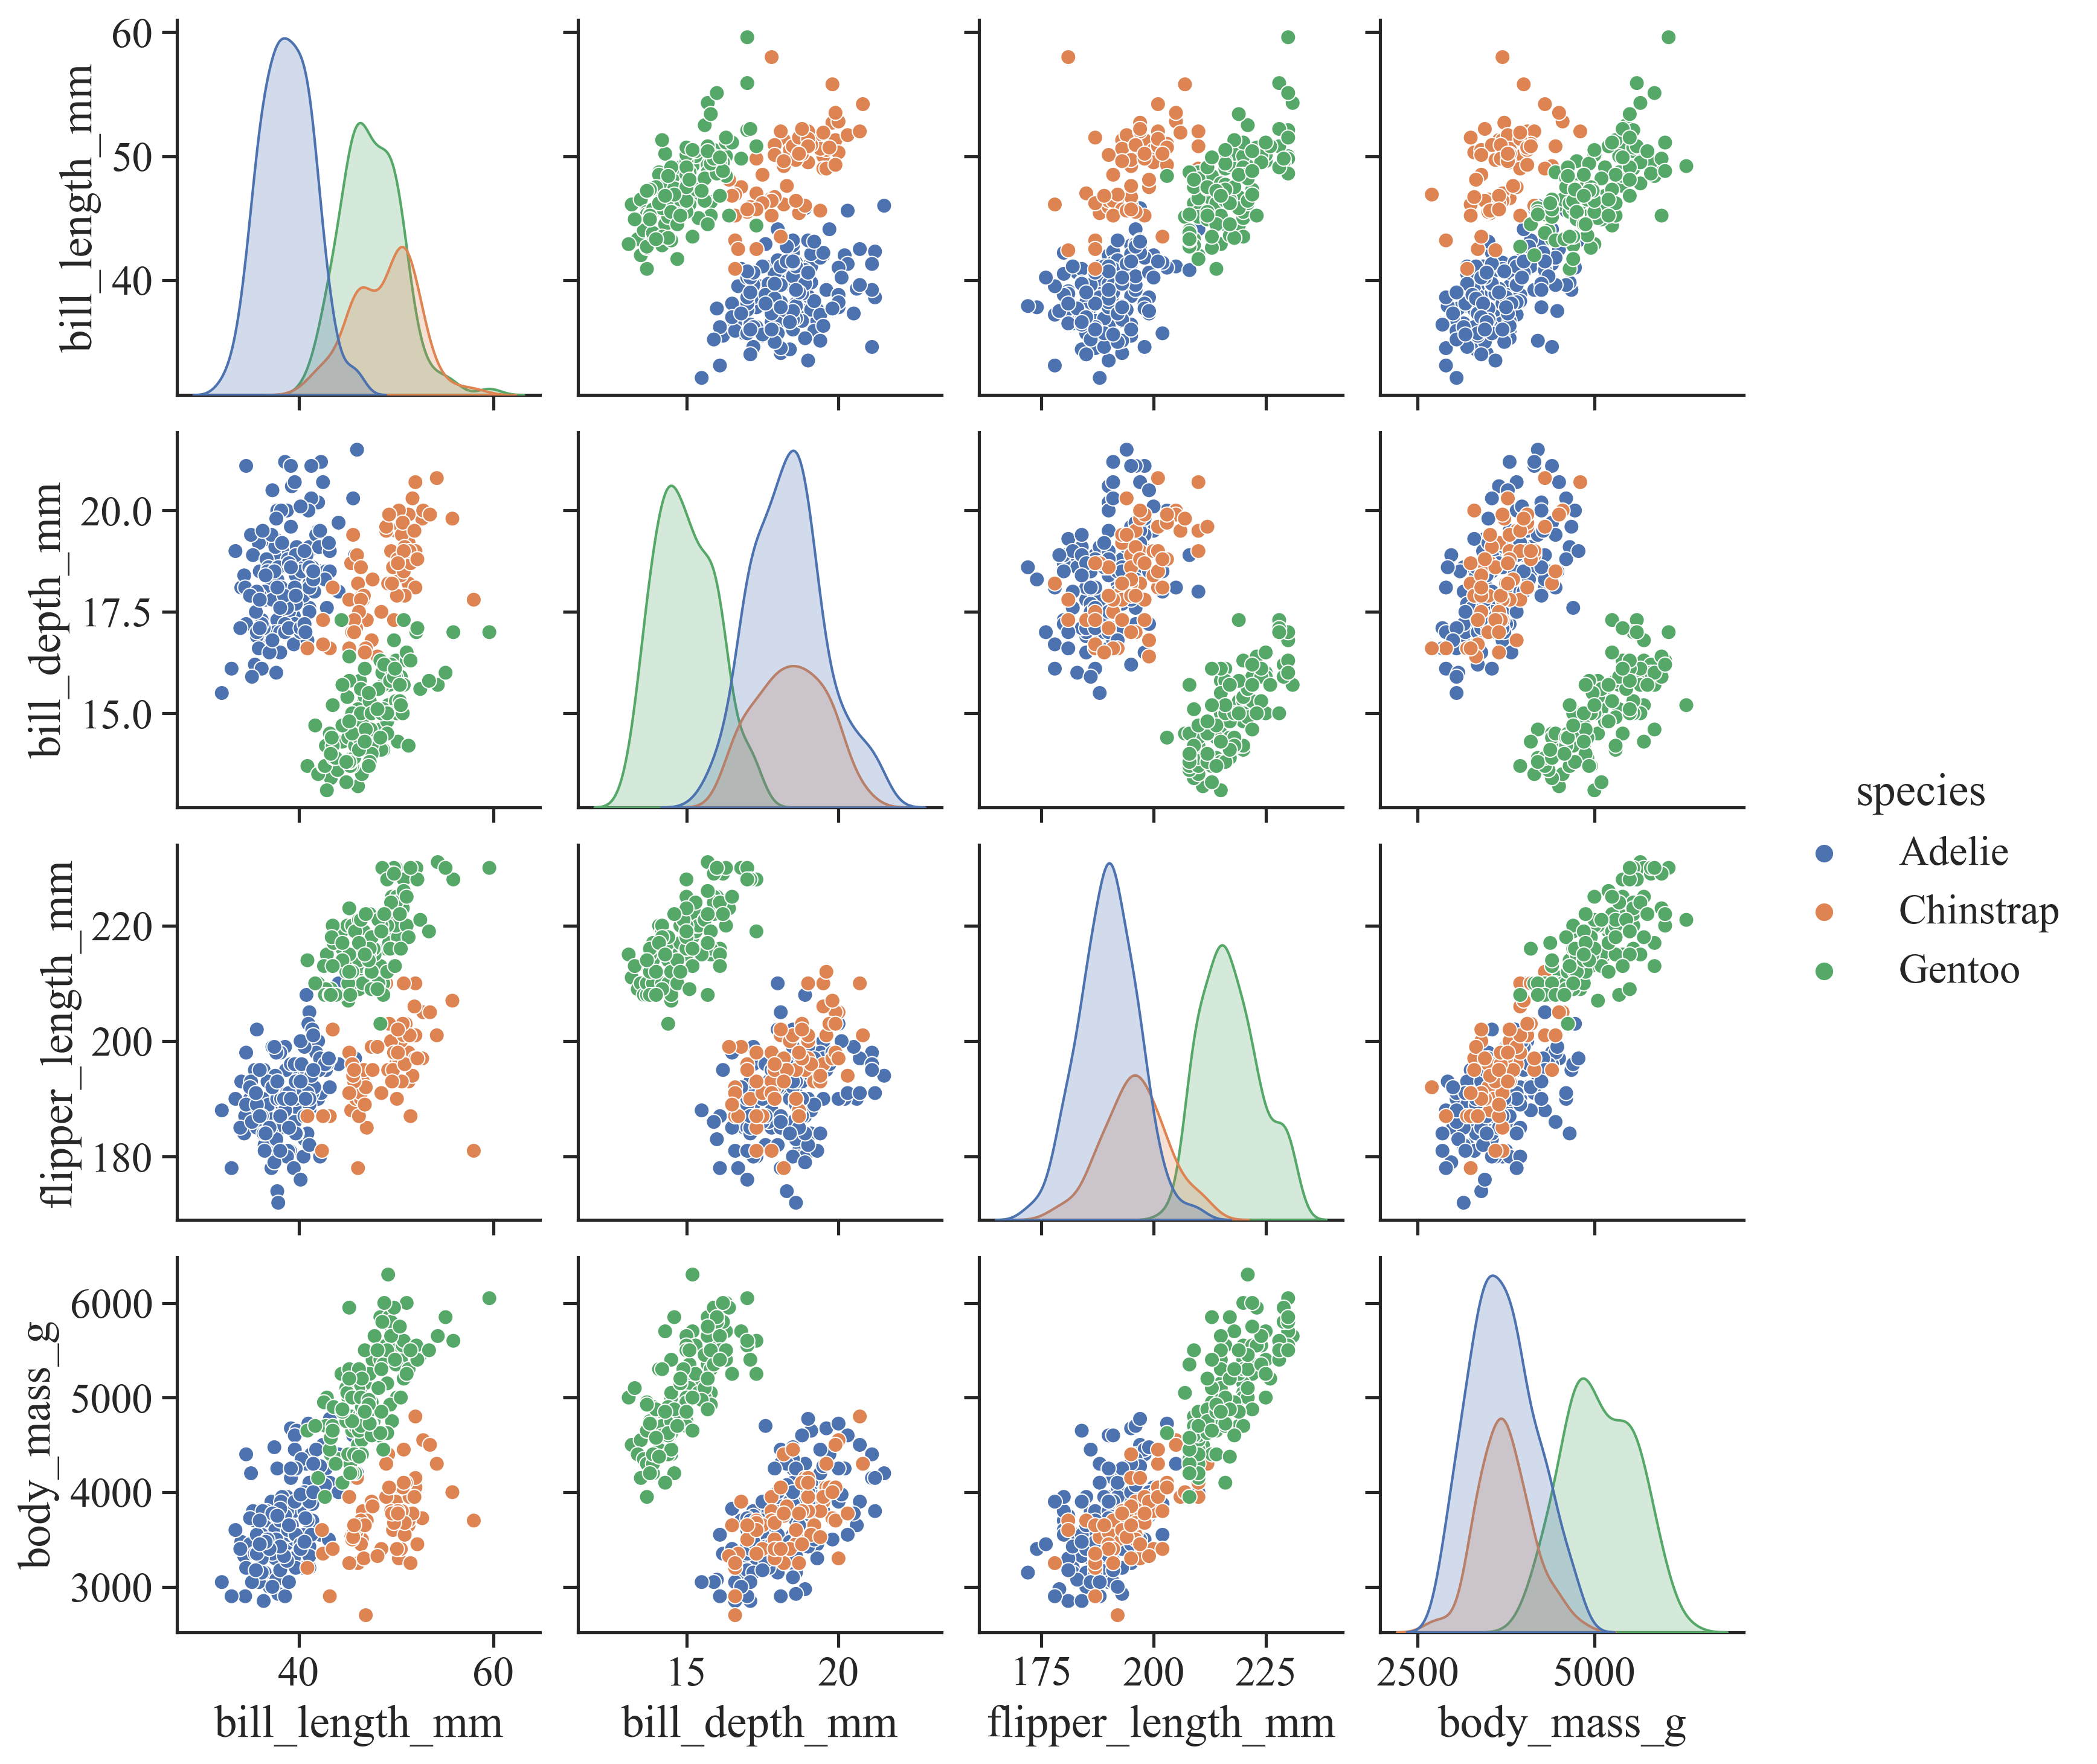 bill_length_mm
60
50
40
bill_depth_mm
20.0
17.5
15.0
flipper_length_mm
220
200
180
body_mass_g
6000
5000
4000
3000
40 60
15 20
175 200 225
2500 5000
bill_length_mm
bill_depth_mm
flipper_length_mm
body_mass_g
species
Adelie
Chinstrap
Gentoo